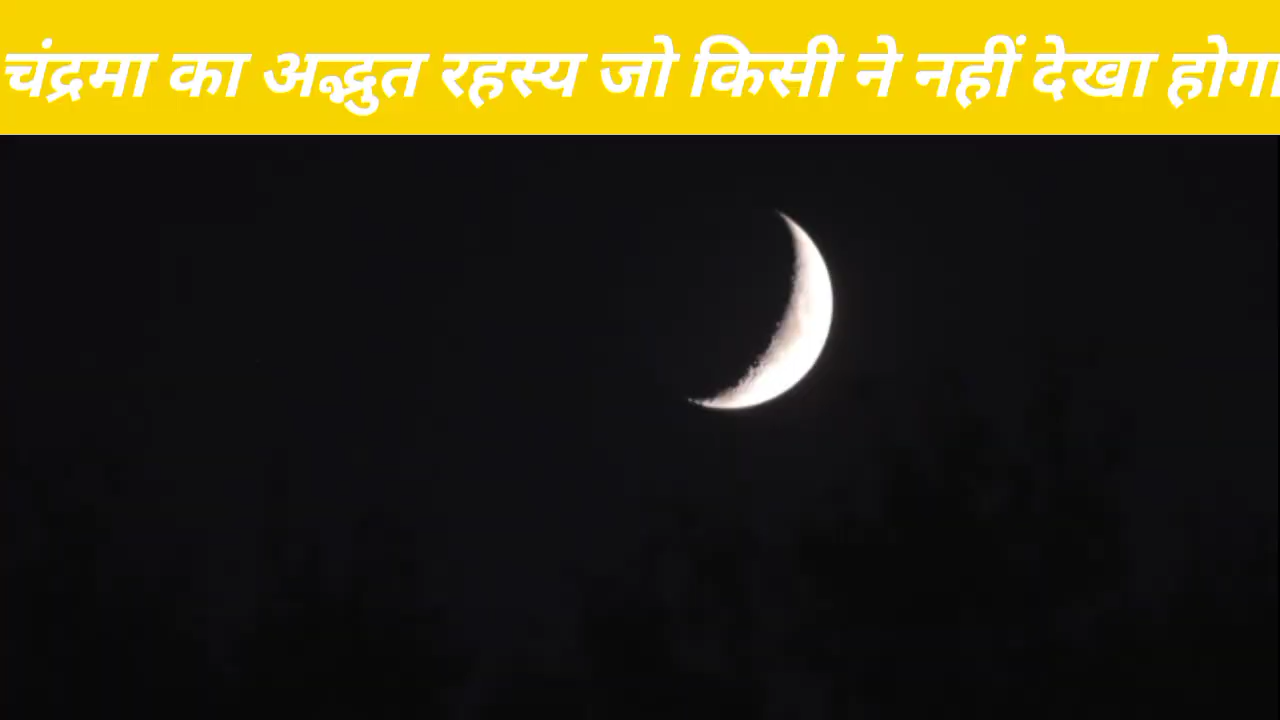 चंद्रमा का अद्भुत रहस्य जो किसी ने नहीं देखा होगा